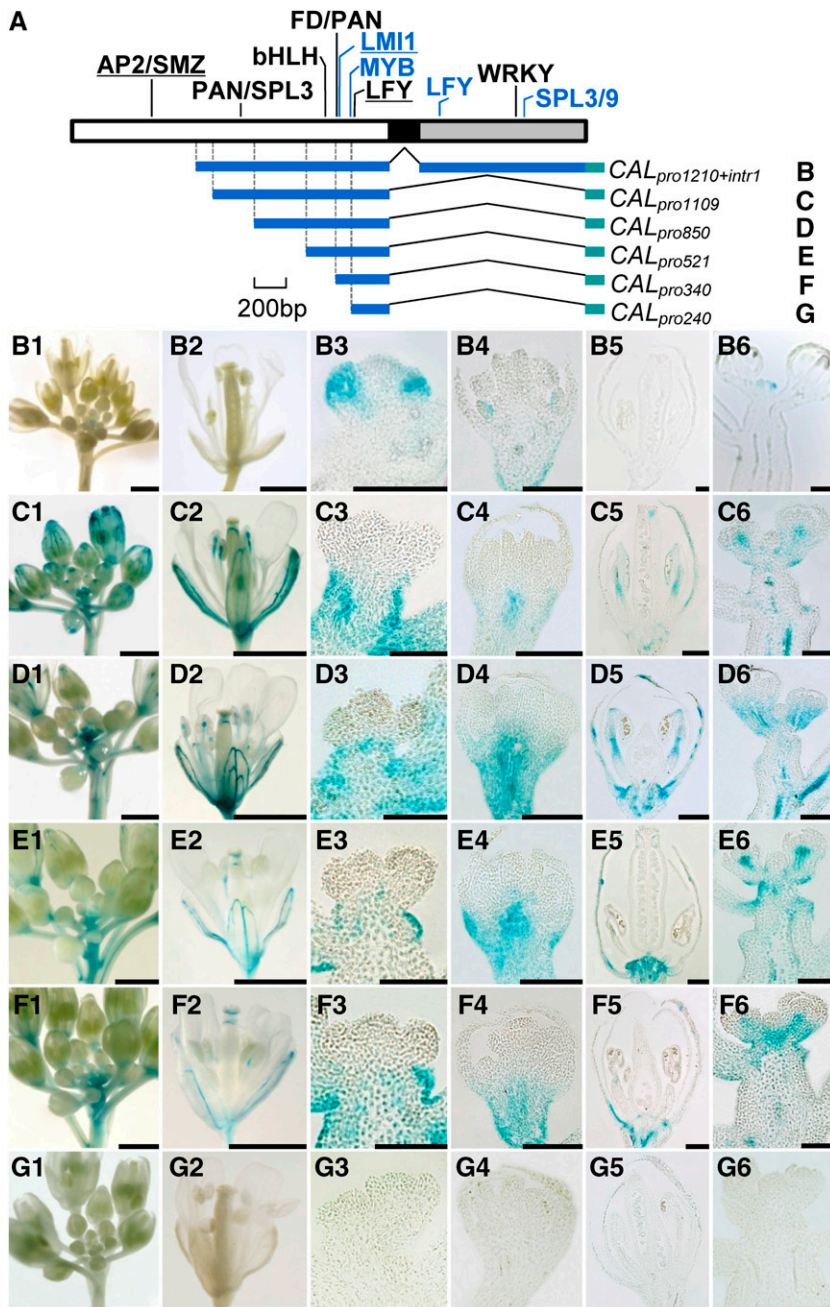 A
FD/PAN
LMI1
bHLH
MYB
AP2/SMZ
WRKY
LFY
LFY
PAN/SPL3
SPL3/9
CALpro1210+intr1 B
CALpro1109 C
CALpro850 D
CALpro521 E
200bp
CALpro340 F
CALpro240 G
B1 B2 B3 B4 B5 B6
C1 C2 C3 C4 C5 C6
D1 D2 D3 D4 D5 D6
E1 E2 E3 E4 E5 E6
F1 F2 F3 F4 F5 F6
G1 G2 G3 G4 G5 G6